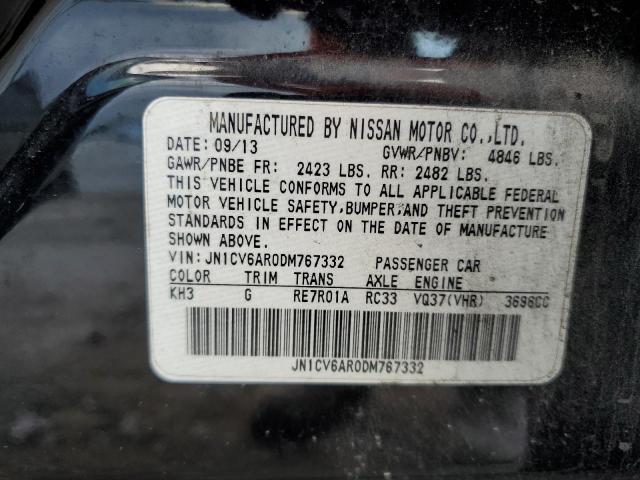 MANUFACTURED BY NISSAN MOTOR CO.,LTD.
DATE: 09/13 GVWR/PNBV: 4846 LBS.
GAWR/PNBE FR: 2423 LBS. RR: 2482 LBS.
THIS VEHICLE CONFORMS TO ALL APPLICABLE FEDERAL
MOTOR VEHICLE SAFETY,BUMPER,AND THEFT PREVENTION
STANDARDS IN EFFECT ON THE DATE OF MANUFACTURE
SHOWN ABOVE.
VIN: JN1CV6AR0DM767332 PASSENGER CAR
COLOR TRIM TRANS AXLE ENGINE
KH3 G RE7R01A RC33 VQ37(VHR) 3696CC
JN1CV6AR0DM767332